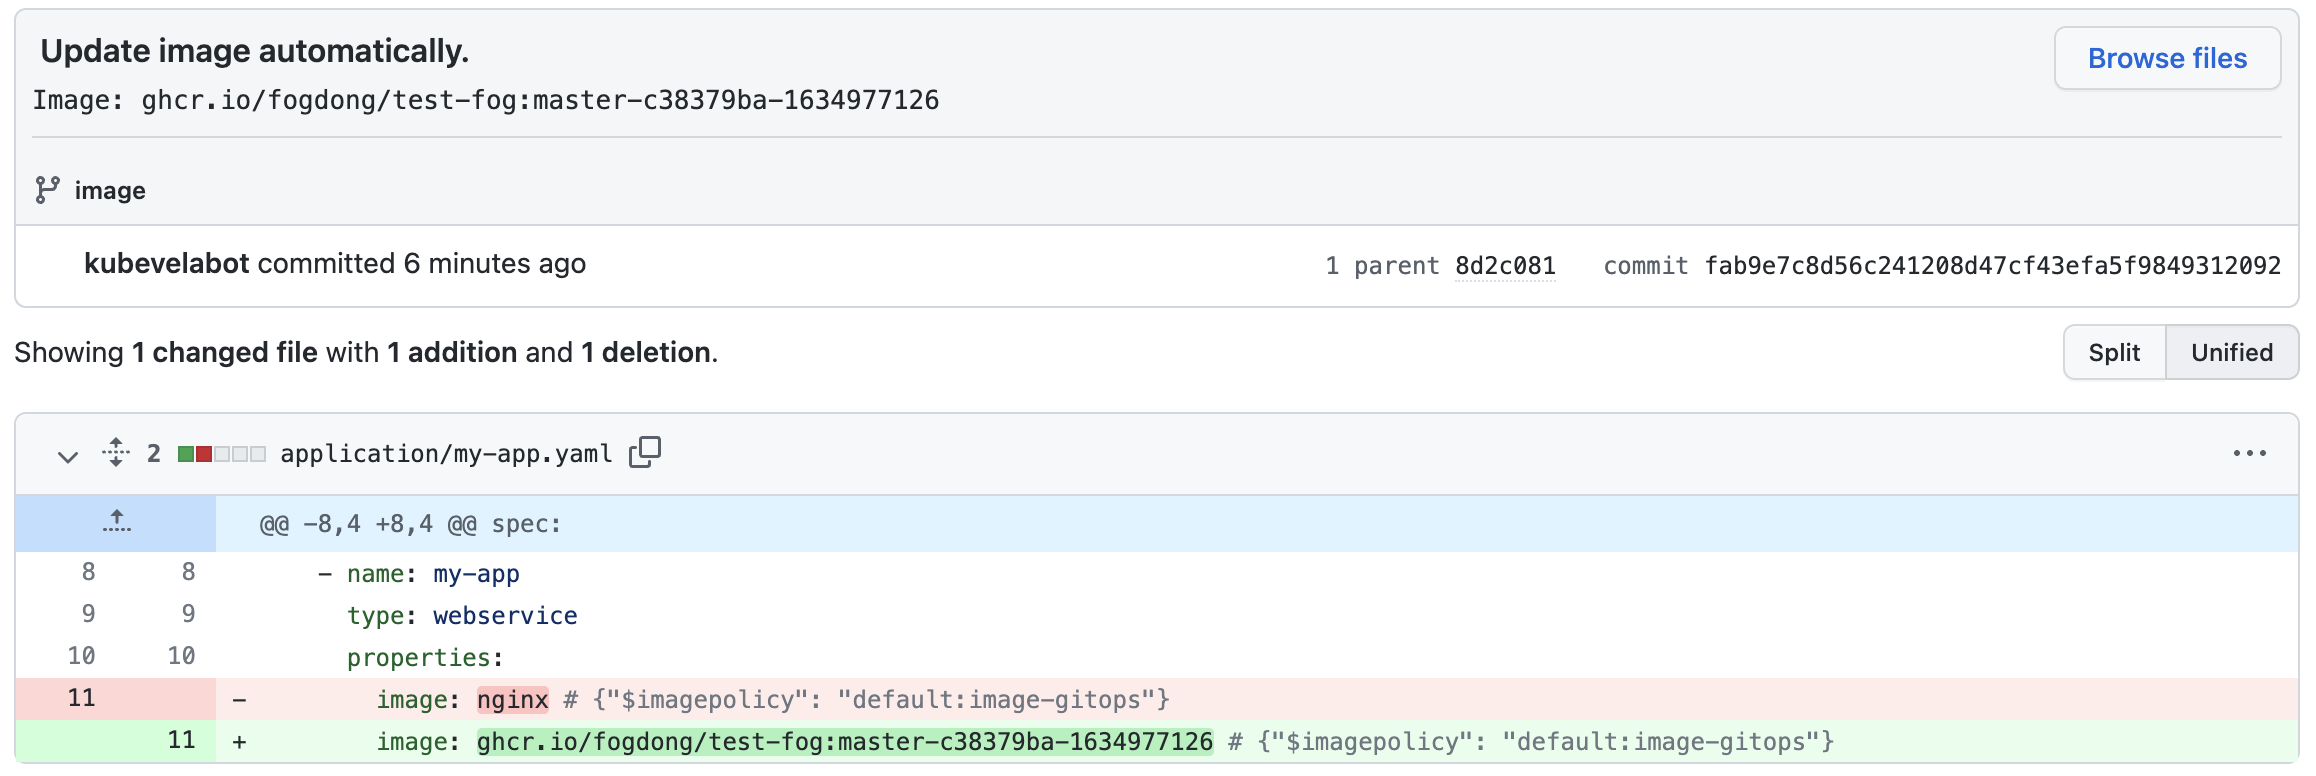 Update image automatically.
Browse files
Image: ghcr.io/fogdong/test-fog:master-c38379ba-1634977126
image
kubevelabot committed 6 minutes ago
1 parent 8d2c081 commit fab9e7c8d56c241208d47cf43efa5f9849312092
Showing 1 changed file with 1 addition and 1 deletion.
Split Unified
2 application/my-app.yaml
@@ -8,4 +8,4 @@ spec:
8 8 - name: my-app
9 9 type: webservice
10 10 properties:
11 - image: nginx # {"$imagepolicy": "default:image-gitops"}
11 + image: ghcr.io/fogdong/test-fog:master-c38379ba-1634977126 # {"$imagepolicy": "default:image-gitops"}